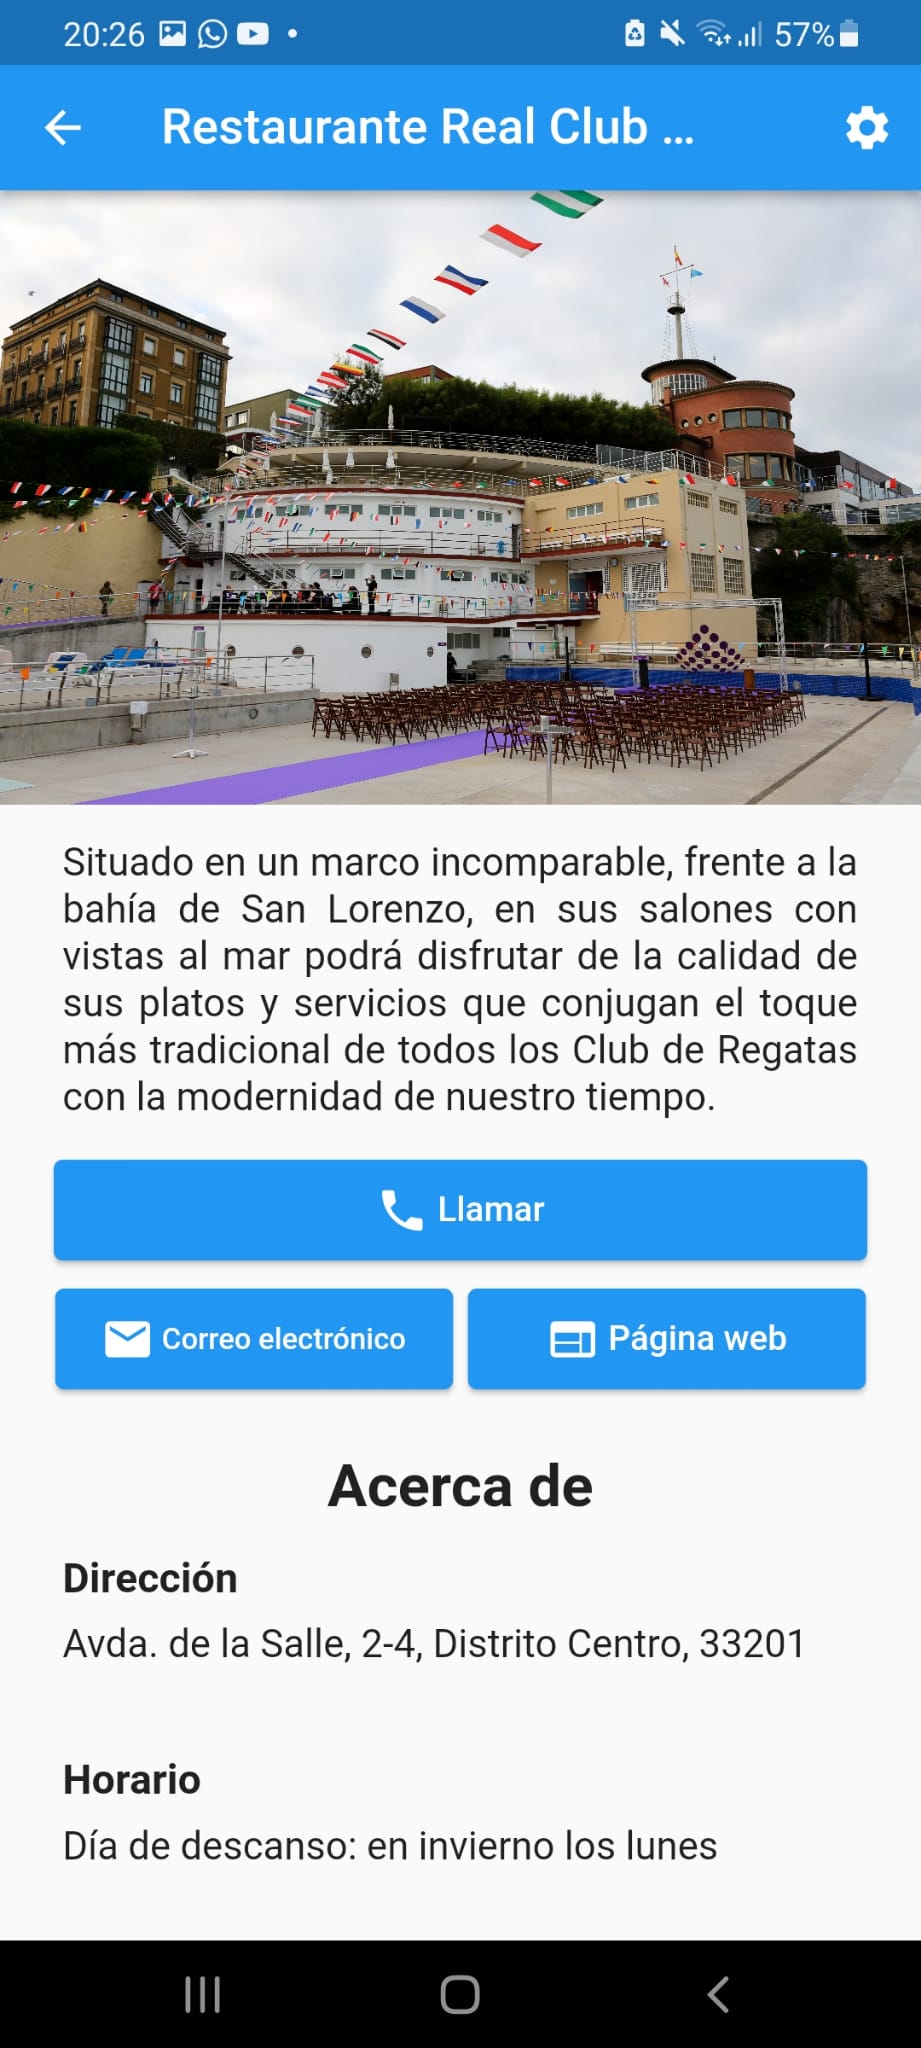 20:26
57%
Restaurante Real Club ...
Situado en un marco incomparable, frente a la
bahía de San Lorenzo, en sus salones con
vistas al mar podrá disfrutar de la calidad de
sus platos y servicios que conjugan el toque
más tradicional de todos los Club de Regatas
con la modernidad de nuestro tiempo.
Llamar
Correo electrónico
Página web
Acerca de
Dirección
Avda. de la Salle, 2-4, Distrito Centro, 33201
Horario
Día de descanso: en invierno los lunes